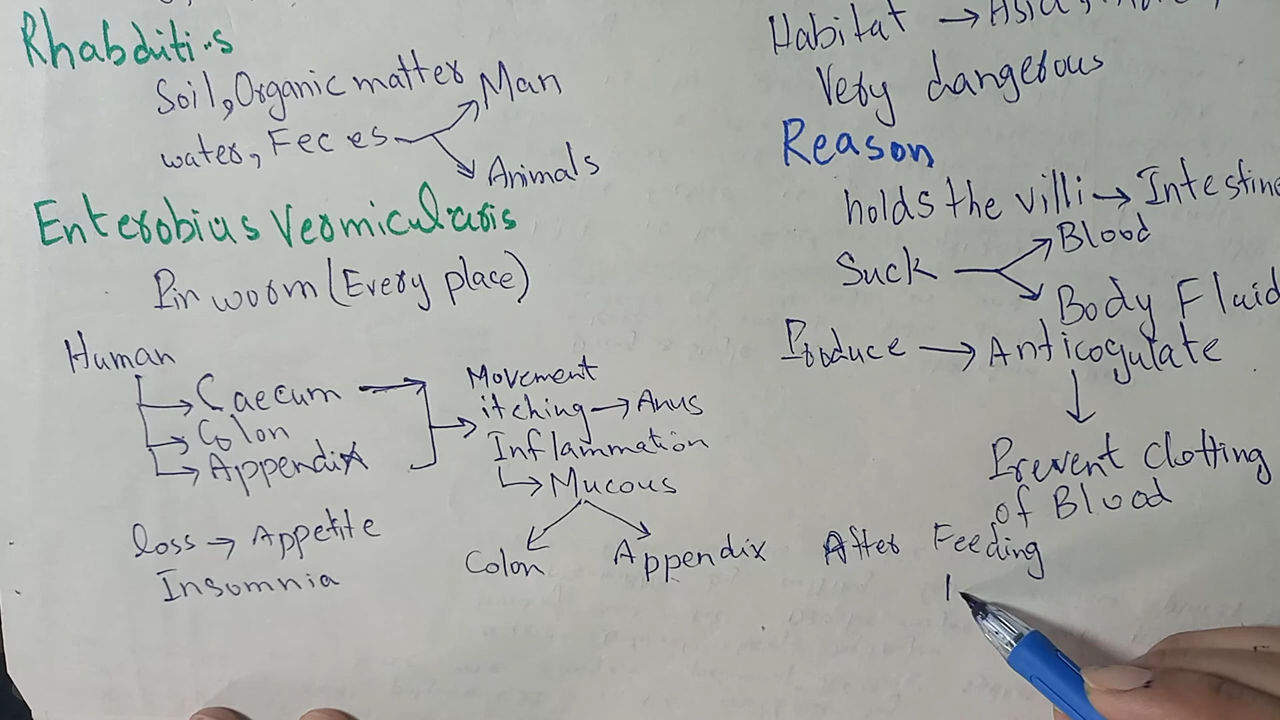 Rhabditis
Soil, Organic matter
water, Feces → Man
→ Animals
Enterobius Vermicularis
Pin worm (Every place)
Human
→ Caecum →
→ Colon
→ Appendix
Movement
itching → Anus
Inflammation
→ Mucous
Colon Appendix
loss → Appetite
Insomnia
Habitat → Asia,
Very dangerous
Reason
holds the villi → Intestine
Suck → Blood
→ Body Fluid
Produce → Anticogulate
Prevent clotting
of Blood
After Feeding